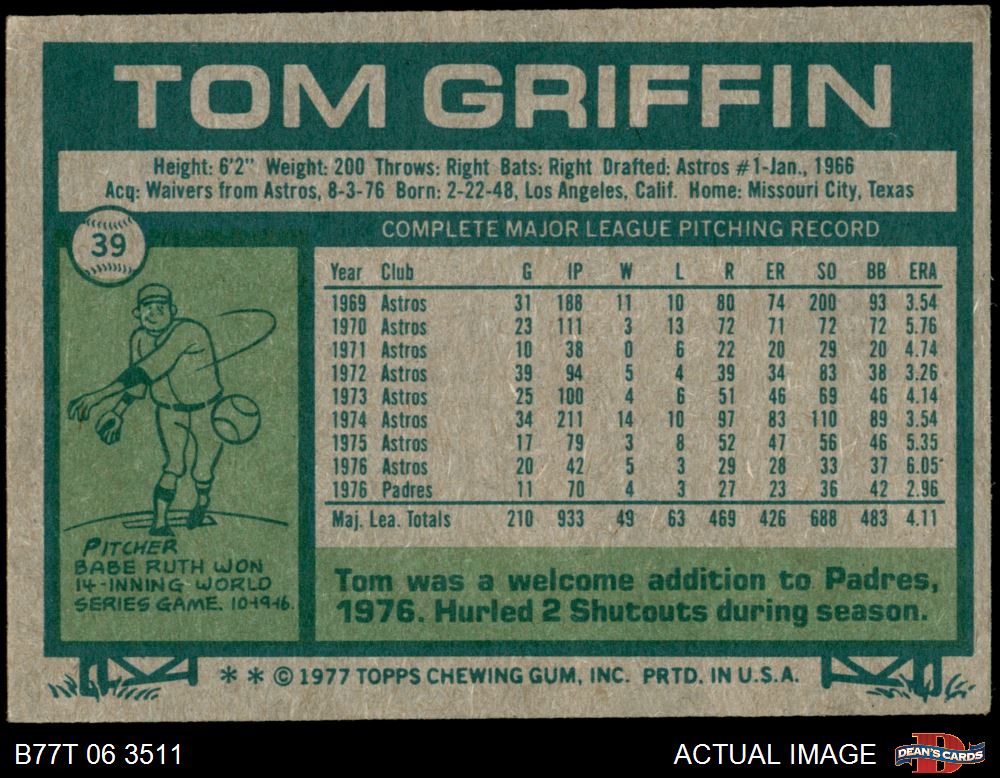 TOM GRIFFIN
Height: 6'2" Weight: 200 Throws: Right Bats: Right Drafted: Astros #1-Jan., 1966
Acq: Waivers from Astros, 8-3-76 Born: 2-22-48, Los Angeles, Calif. Home: Missouri City, Texas
39
COMPLETE MAJOR LEAGUE PITCHING RECORD
Year Club G IP W L R ER SO BB ERA
1969 Astros 31 188 11 10 80 74 200 93 3.54
1970 Astros 23 111 3 13 72 71 72 72 5.76
1971 Astros 10 38 0 6 22 20 29 20 4.74
1972 Astros 39 94 5 4 39 34 83 38 3.26
1973 Astros 25 100 4 6 51 46 69 46 4.14
1974 Astros 34 211 14 10 97 83 110 89 3.54
1975 Astros 17 79 3 8 52 47 56 46 5.35
1976 Astros 20 42 5 3 29 28 33 37 6.05
1976 Padres 11 70 4 3 27 23 36 42 2.96
Maj. Lea. Totals 210 933 49 63 469 426 688 483 4.11
PITCHER
BABE RUTH WON
14-INNING WORLD
SERIES GAME. 10-19-16.
Tom was a welcome addition to Padres,
1976. Hurled 2 Shutouts during season.
* * © 1977 TOPPS CHEWING GUM, INC. PRTD. IN U.S.A.
B77T 06 3511
ACTUAL IMAGE
D
DEAN'S CARDS